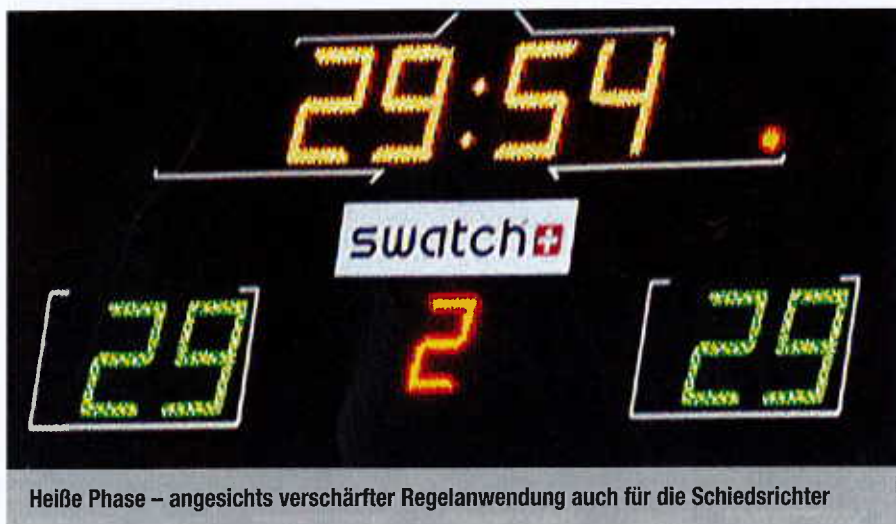 29:54
swatch
29 2 29
Heiße Phase – angesichts verschärfter Regelanwendung auch für die Schiedsrichter